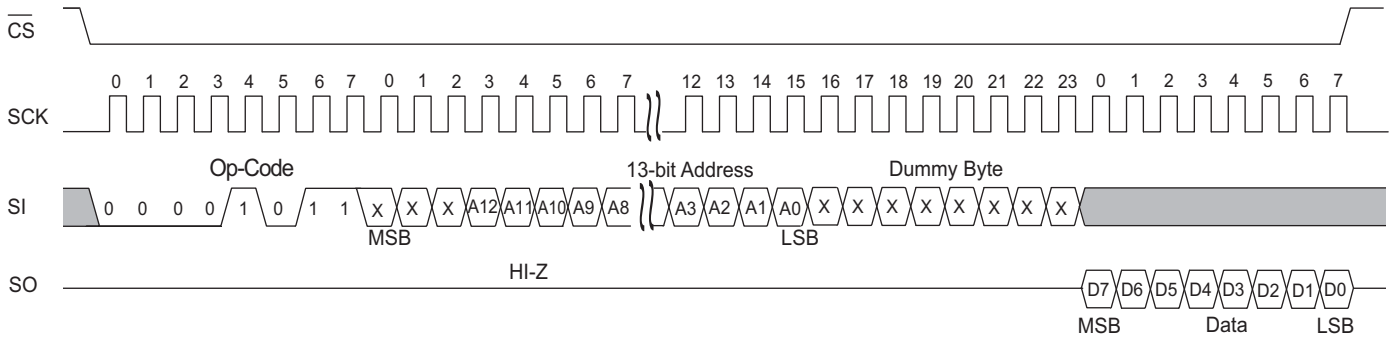 CS
0 1 2 3 4 5 6 7 0 1 2 3 4 5 6 7 12 13 14 15 16 17 18 19 20 21 22 23 0 1 2 3 4 5 6 7
SCK
Op-Code 13-bit Address Dummy Byte
SI 0 0 0 0 1 0 1 1 X X X A12 A11 A10 A9 A8 A3 A2 A1 A0 X X X X X X X X
MSB LSB
HI-Z
SO D7 D6 D5 D4 D3 D2 D1 D0
MSB Data LSB